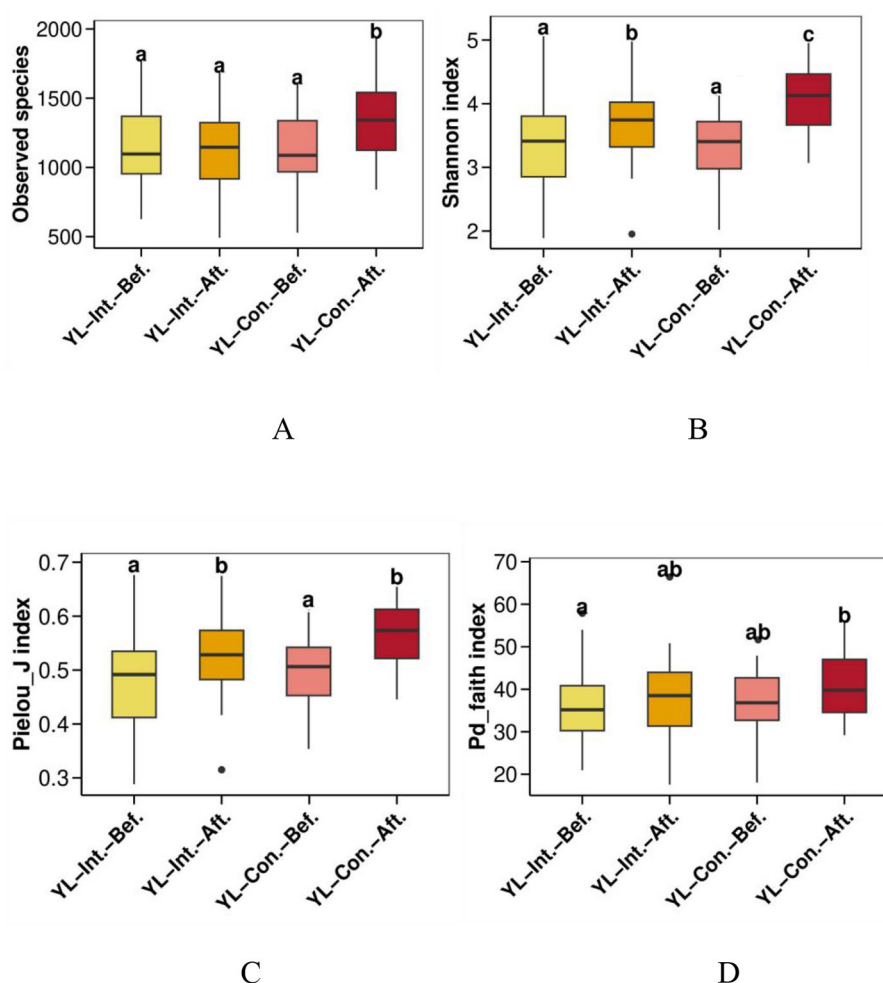 Observed species
2000
1500
1000
500
a
a
a
b
YL-Int.-Bef.
YL-Int.-Aft.
YL-Con.-Bef.
YL-Con.-Aft.
A
Shannon index
5
4
3
2
a
b
a
c
YL-Int.-Bef.
YL-Int.-Aft.
YL-Con.-Bef.
YL-Con.-Aft.
B
Pielou_J index
0.7
0.6
0.5
0.4
0.3
a
b
a
b
YL-Int.-Bef.
YL-Int.-Aft.
YL-Con.-Bef.
YL-Con.-Aft.
C
Pd_faith index
70
60
50
40
30
20
a
ab
ab
b
YL-Int.-Bef.
YL-Int.-Aft.
YL-Con.-Bef.
YL-Con.-Aft.
D